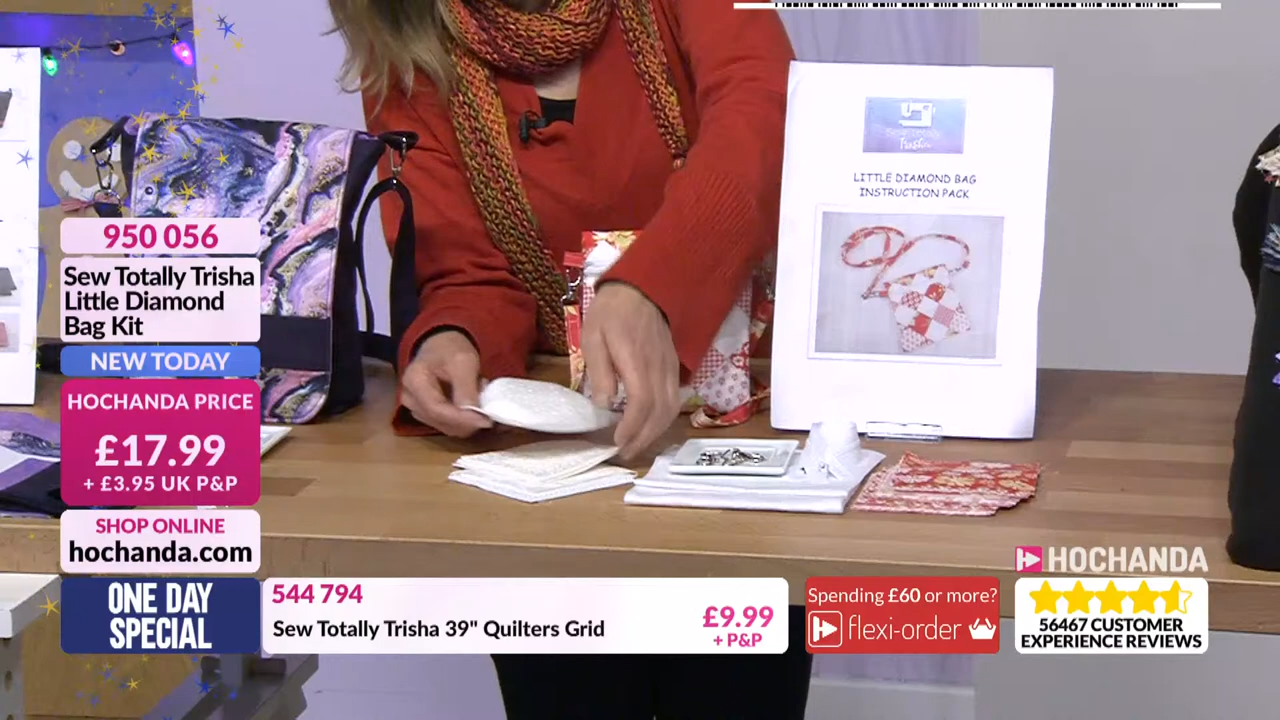 Trisha
LITTLE DIAMOND BAG
INSTRUCTION PACK
950 056
Sew Totally Trisha
Little Diamond
Bag Kit
NEW TODAY
HOCHANDA PRICE
£17.99
+ £3.95 UK P&P
SHOP ONLINE
hochanda.com
ONE DAY
SPECIAL
544 794
Sew Totally Trisha 39" Quilters Grid
£9.99
+ P&P
Spending £60 or more?
flexi-order
HOCHANDA
56467 CUSTOMER
EXPERIENCE REVIEWS